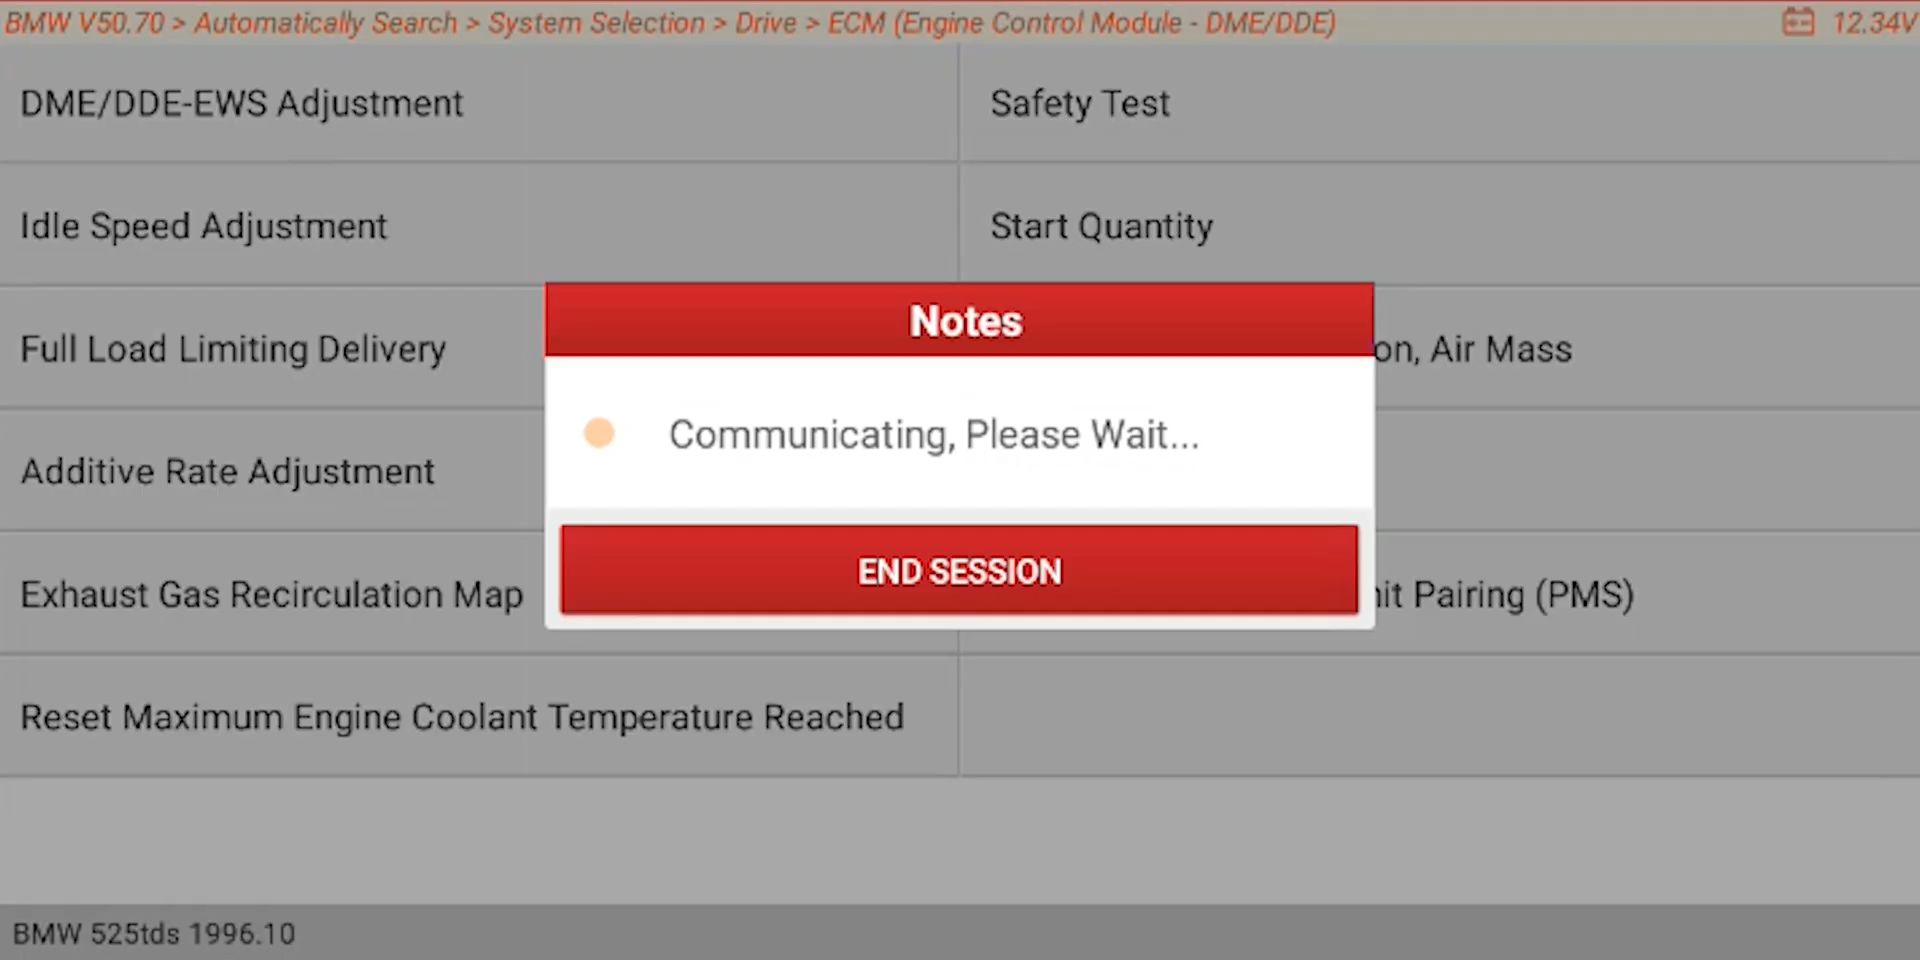 BMW V50.70 > Automatically Search > System Selection > Drive > ECM (Engine Control Module - DME/DDE) 12.34V
DME/DDE-EWS Adjustment Safety Test
Idle Speed Adjustment Start Quantity
Notes
Full Load Limiting Delivery Air Mass
Communicating, Please Wait...
Additive Rate Adjustment
END SESSION
Exhaust Gas Recirculation Map Pairing (PMS)
Reset Maximum Engine Coolant Temperature Reached
BMW 525tds 1996.10